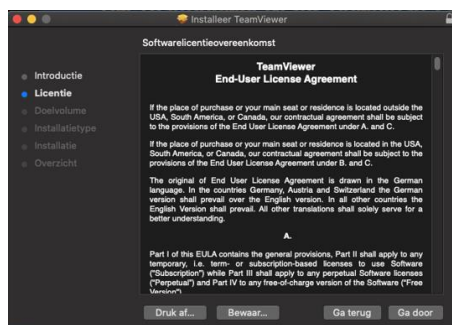 Installeer TeamViewer
Softwarelicentieovereenkomst
Introductie
Licentie
Doelvolume
Installatietype
Installatie
Overzicht
TeamViewer
End-User License Agreement
If the place of purchase or your main seat or residence is located outside the
USA, South America, or Canada, our contractual agreement shall be subject
to the provisions of the End User License Agreement under A. and C.
If the place of purchase or your main seat or residence is located in the USA,
South America, or Canada, our contractual agreement shall be subject to the
provisions of the End User License Agreement under B. and C.
The original of End User License Agreement is drawn in the German
language. In the countries Germany, Austria and Switzerland the German
version shall prevail over the English version. In all other countries the
English Version shall prevail. All other translations shall solely serve for a
better understanding.
A.
Part I of this EULA contains the general provisions, Part II shall apply to any
temporary, i.e. term- or subscription-based licenses to use Software
("Subscription") while Part III shall apply to any perpetual Software licenses
("Perpetual") and Part IV to any free-of-charge version of the Software ("Free
Version")
Druk af...
Bewaar...
Ga terug
Ga door